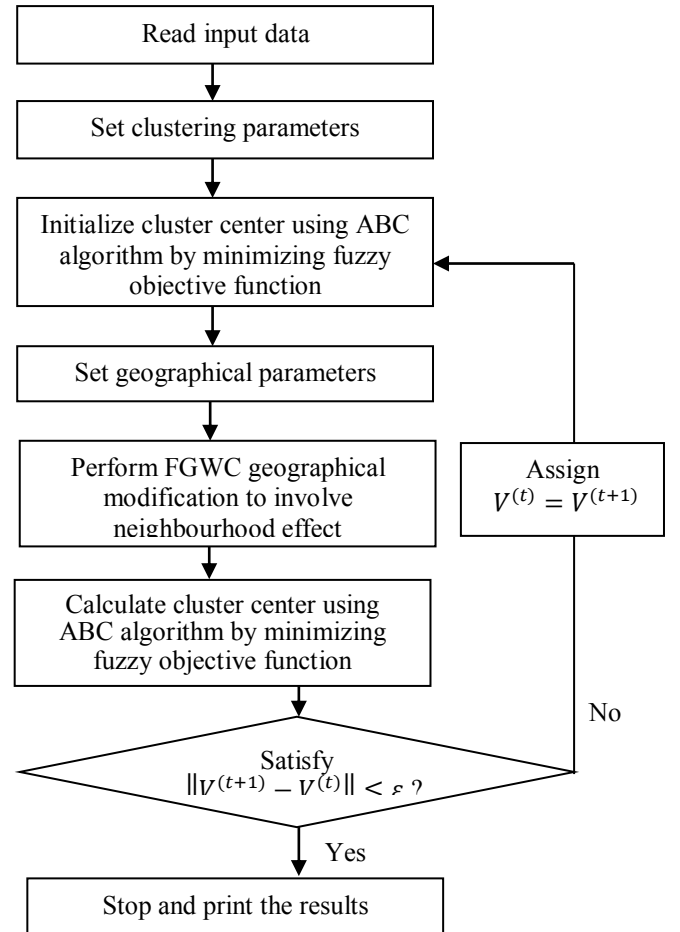 Read input data
Set clustering parameters
Initialize cluster center using ABC
algorithm by minimizing fuzzy
objective function
Set geographical parameters
Perform FGWC geographical
modification to involve
neighbourhood effect
Assign
V^(t) = V^(t+1)
Calculate cluster center using
ABC algorithm by minimizing
fuzzy objective function
No
Satisfy
‖V^(t+1) − V^(t)‖ < ε ?
Yes
Stop and print the results